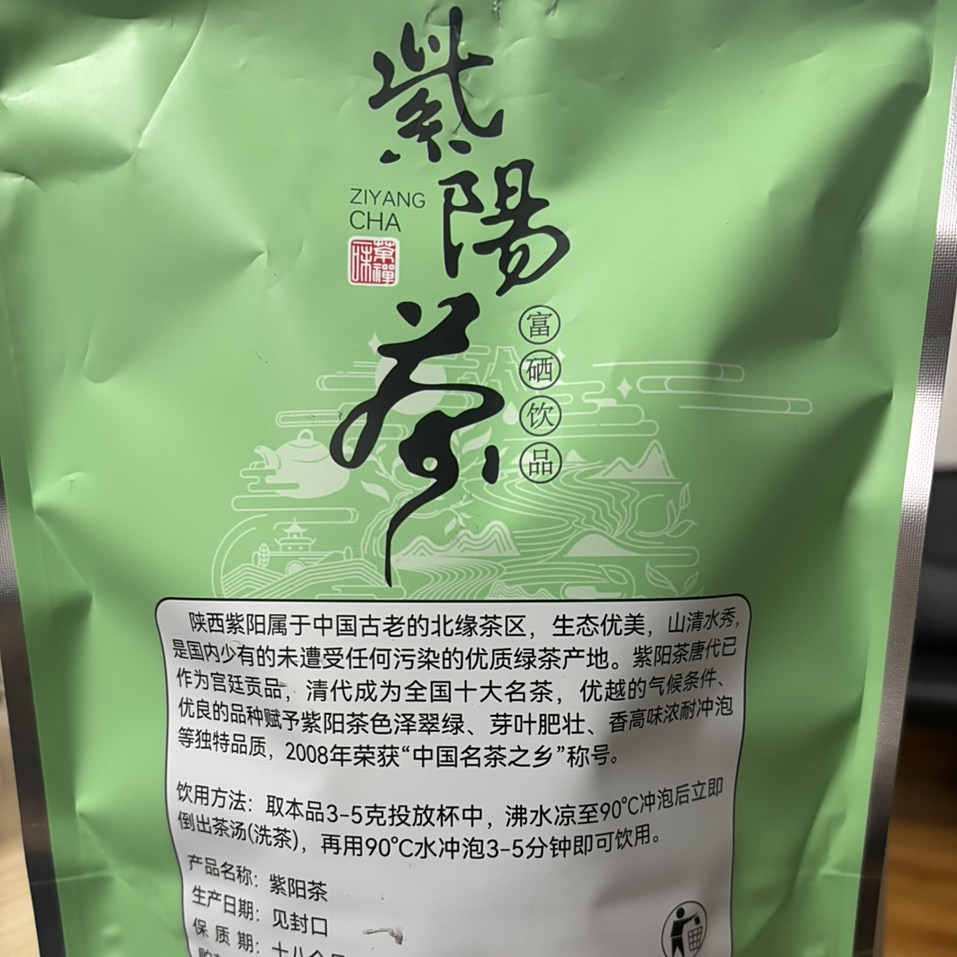 紫陽茶
ZIYANG
CHA
茶禪
一味
富硒饮品
陕西紫阳属于中国古老的北缘茶区，生态优美，山清水秀，
是国内少有的未遭受任何污染的优质绿茶产地。紫阳茶唐代已
作为宫廷贡品，清代成为全国十大名茶，优越的气候条件、
优良的品种赋予紫阳茶色泽翠绿、芽叶肥壮、香高味浓耐冲泡
等独特品质，2008年荣获“中国名茶之乡”称号。
饮用方法：取本品3-5克投放杯中，沸水凉至90℃冲泡后立即
倒出茶汤(洗茶)，再用90℃水冲泡3-5分钟即可饮用。
产品名称：紫阳茶
生产日期：见封口
保 质 期：十八个月